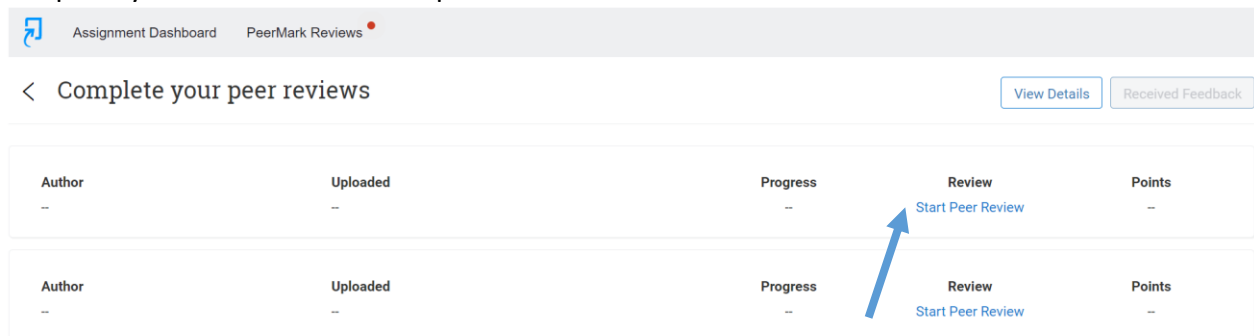 Assignment Dashboard PeerMark Reviews
Complete your peer reviews View Details Received Feedback
Author Uploaded Progress Review Points
-- -- -- Start Peer Review --
Author Uploaded Progress Review Points
-- -- -- Start Peer Review --